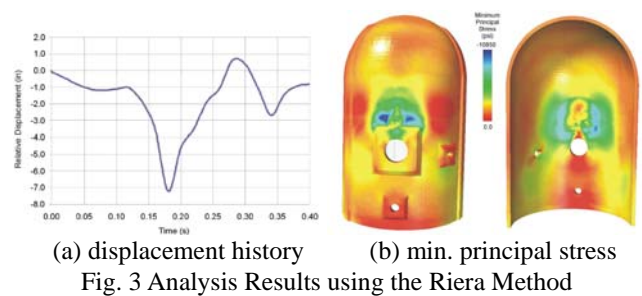 2.0
1.0
0.0
-1.0
-2.0
-3.0
-4.0
-5.0
-6.0
-7.0
-8.0
Relative Displacement (in)
0.00 0.05 0.10 0.15 0.20 0.25 0.30 0.35 0.40
Time (s)
Minimum
Principal
Stress
(psi)
-10850
0.0
(a) displacement history (b) min. principal stress
Fig. 3 Analysis Results using the Riera Method